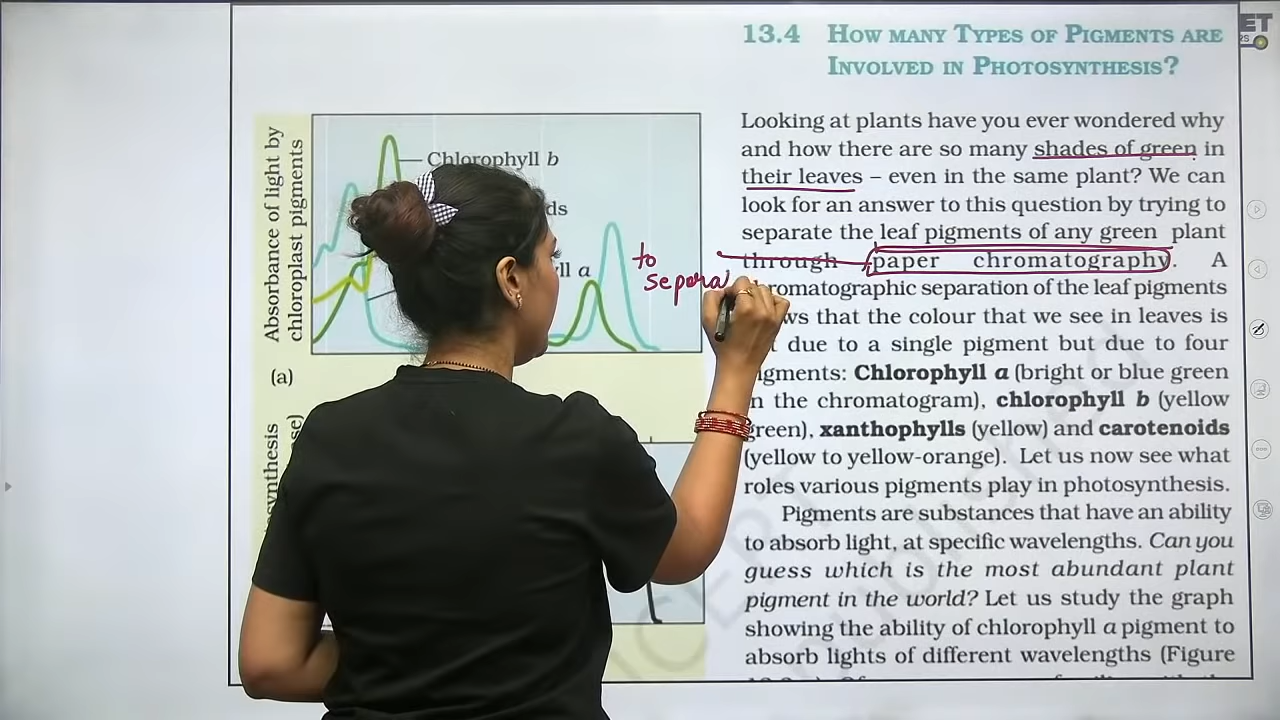 13.4 HOW MANY TYPES OF PIGMENTS ARE
INVOLVED IN PHOTOSYNTHESIS?
Looking at plants have you ever wondered why
and how there are so many shades of green in
their leaves – even in the same plant? We can
look for an answer to this question by trying to
separate the leaf pigments of any green plant
through paper chromatography. A
romatographic separation of the leaf pigments
ws that the colour that we see in leaves is
due to a single pigment but due to four
gments: Chlorophyll a (bright or blue green
n the chromatogram), chlorophyll b (yellow
green), xanthophylls (yellow) and carotenoids
(yellow to yellow-orange). Let us now see what
roles various pigments play in photosynthesis.
Pigments are substances that have an ability
to absorb light, at specific wavelengths. Can you
guess which is the most abundant plant
pigment in the world? Let us study the graph
showing the ability of chlorophyll a pigment to
absorb lights of different wavelengths (Figure
Absorbance of light by
chloroplast pigments
Chlorophyll b
ds
ll a
(a)
to
separa
ET